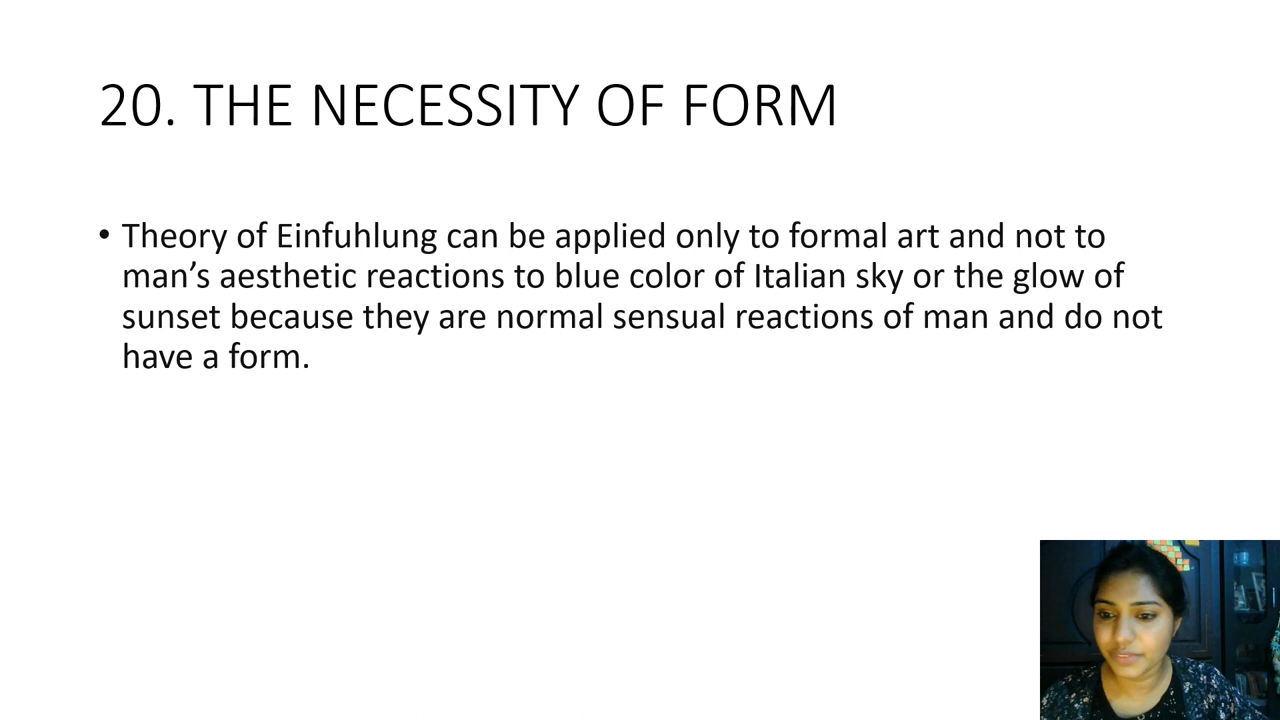 20. THE NECESSITY OF FORM
• Theory of Einfuhlung can be applied only to formal art and not to
man’s aesthetic reactions to blue color of Italian sky or the glow of
sunset because they are normal sensual reactions of man and do not
have a form.